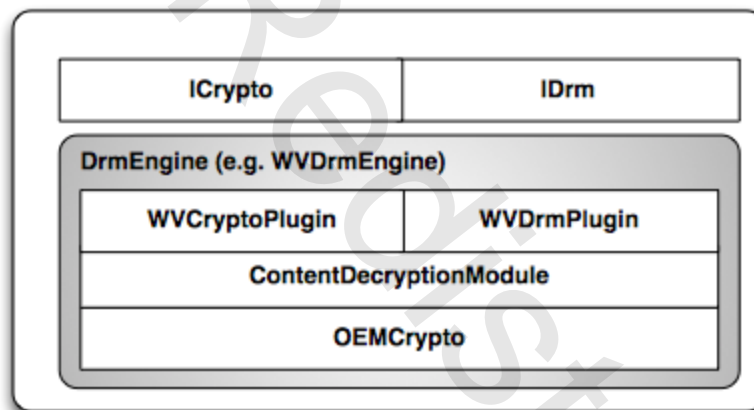 ICrypto IDrm
DrmEngine (e.g. WVDrmEngine)
WVCryptoPlugin WVDrmPlugin
ContentDecryptionModule
OEMCrypto